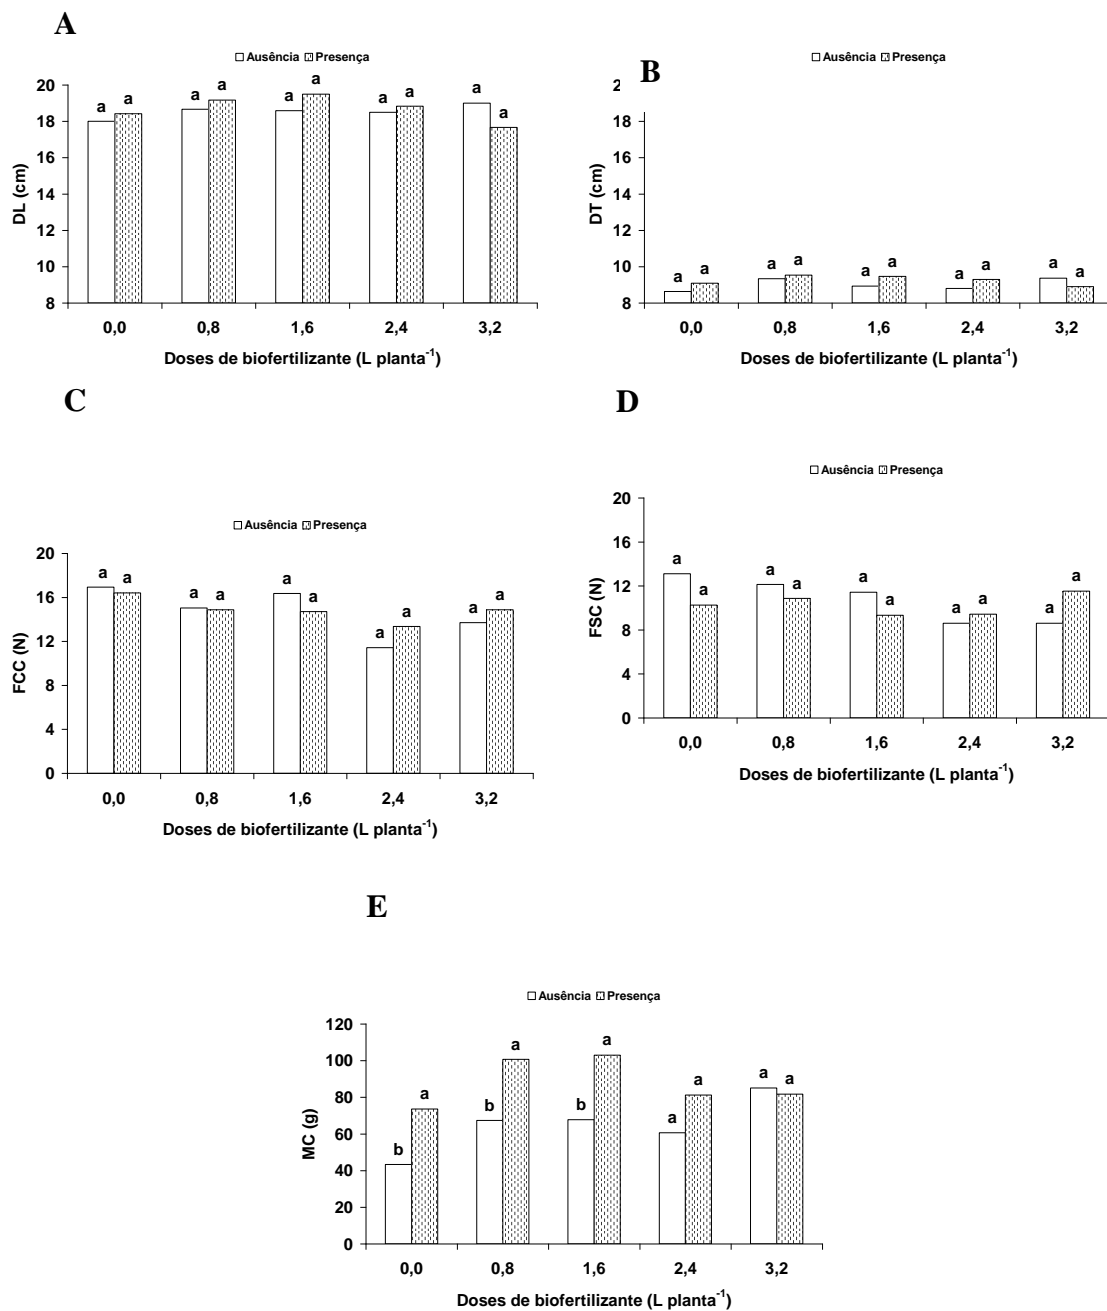 A
Ausência Presença
20
18
16
14
12
10
8
DL (cm)
a a a a a a a a a a
0,0 0,8 1,6 2,4 3,2
Doses de biofertilizante (L planta-1)
B
Ausência Presença
2
18
16
14
12
10
8
DT (cm)
a a a a a a a a a a
0,0 0,8 1,6 2,4 3,2
Doses de biofertilizante (L planta-1)
C
Ausência Presença
20
16
12
8
4
0
FCC (N)
a a a a a a a a a a
0,0 0,8 1,6 2,4 3,2
Doses de biofertilizante (L planta-1)
D
Ausência Presença
20
16
12
8
4
0
FSC (N)
a a a a a a a a a a
0,0 0,8 1,6 2,4 3,2
Doses de biofertilizante (L planta-1)
E
Ausência Presença
120
100
80
60
40
20
0
MC (g)
b a b a b a a a a a
0,0 0,8 1,6 2,4 3,2
Doses de biofertilizante (L planta-1)